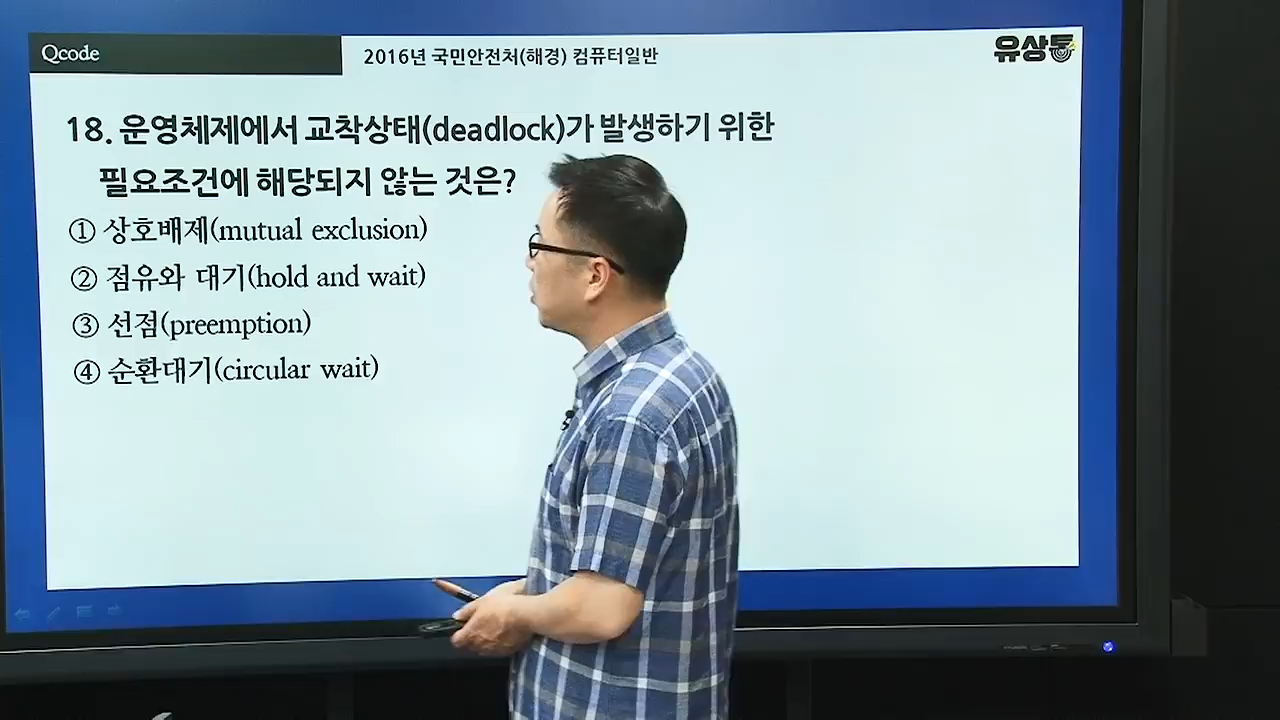 Qcode
2016년 국민안전처(해경) 컴퓨터일반
유상통
18. 운영체제에서 교착상태(deadlock)가 발생하기 위한
필요조건에 해당되지 않는 것은?
① 상호배제(mutual exclusion)
② 점유와 대기(hold and wait)
③ 선점(preemption)
④ 순환대기(circular wait)